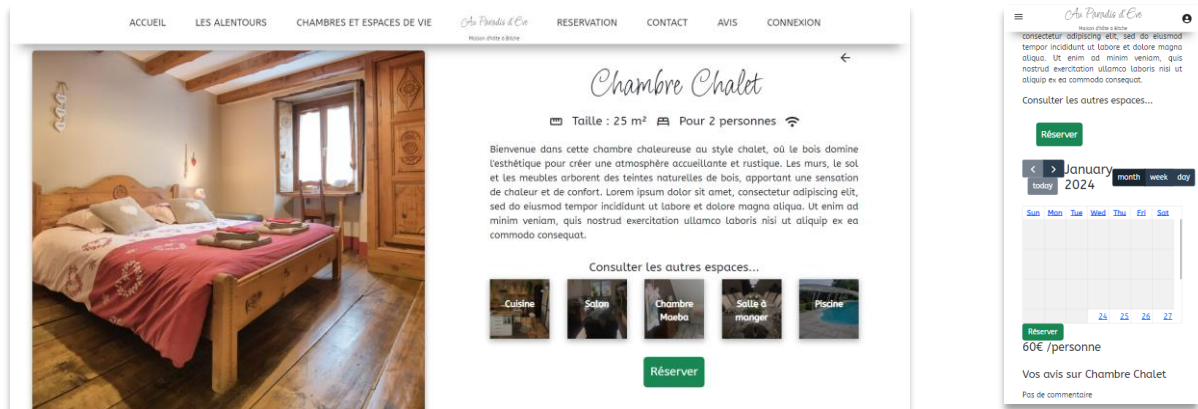 ACCUEIL LES ALENTOURS CHAMBRES ET ESPACES DE VIE Au Paradis d'Eve RESERVATION CONTACT AVIS CONNEXION
Maison d'hôte à Bitche
Chambre Chalet
Taille : 25 m² Pour 2 personnes
Bienvenue dans cette chambre chaleureuse au style chalet, où le bois domine
l'esthétique pour créer une atmosphère accueillante et rustique. Les murs, le sol
et les meubles arborent des teintes naturelles de bois, apportant une sensation
de chaleur et de confort. Lorem ipsum dolor sit amet, consectetur adipiscing elit,
sed do eiusmod tempor incididunt ut labore et dolore magna aliqua. Ut enim ad
minim veniam, quis nostrud exercitation ullamco laboris nisi ut aliquip ex ea
commodo consequat.
Consulter les autres espaces...
Cuisine
Salon
Chambre
Maeba
Salle à
manger
Piscine
Réserver
Au Paradis d'Eve
Maison d'hôte à Bitche
consectetur adipiscing elit, sed do eiusmod
tempor incididunt ut labore et dolore magna
aliqua. Ut enim ad minim veniam, quis
nostrud exercitation ullamco laboris nisi ut
aliquip ex ea commodo consequat.
Consulter les autres espaces...
Réserver
January
2024
today
month week day
Sun Mon Tue Wed Thu Fri Sat
24 25 26 27
Réserver
60€ /personne
Vos avis sur Chambre Chalet
Pas de commentaire